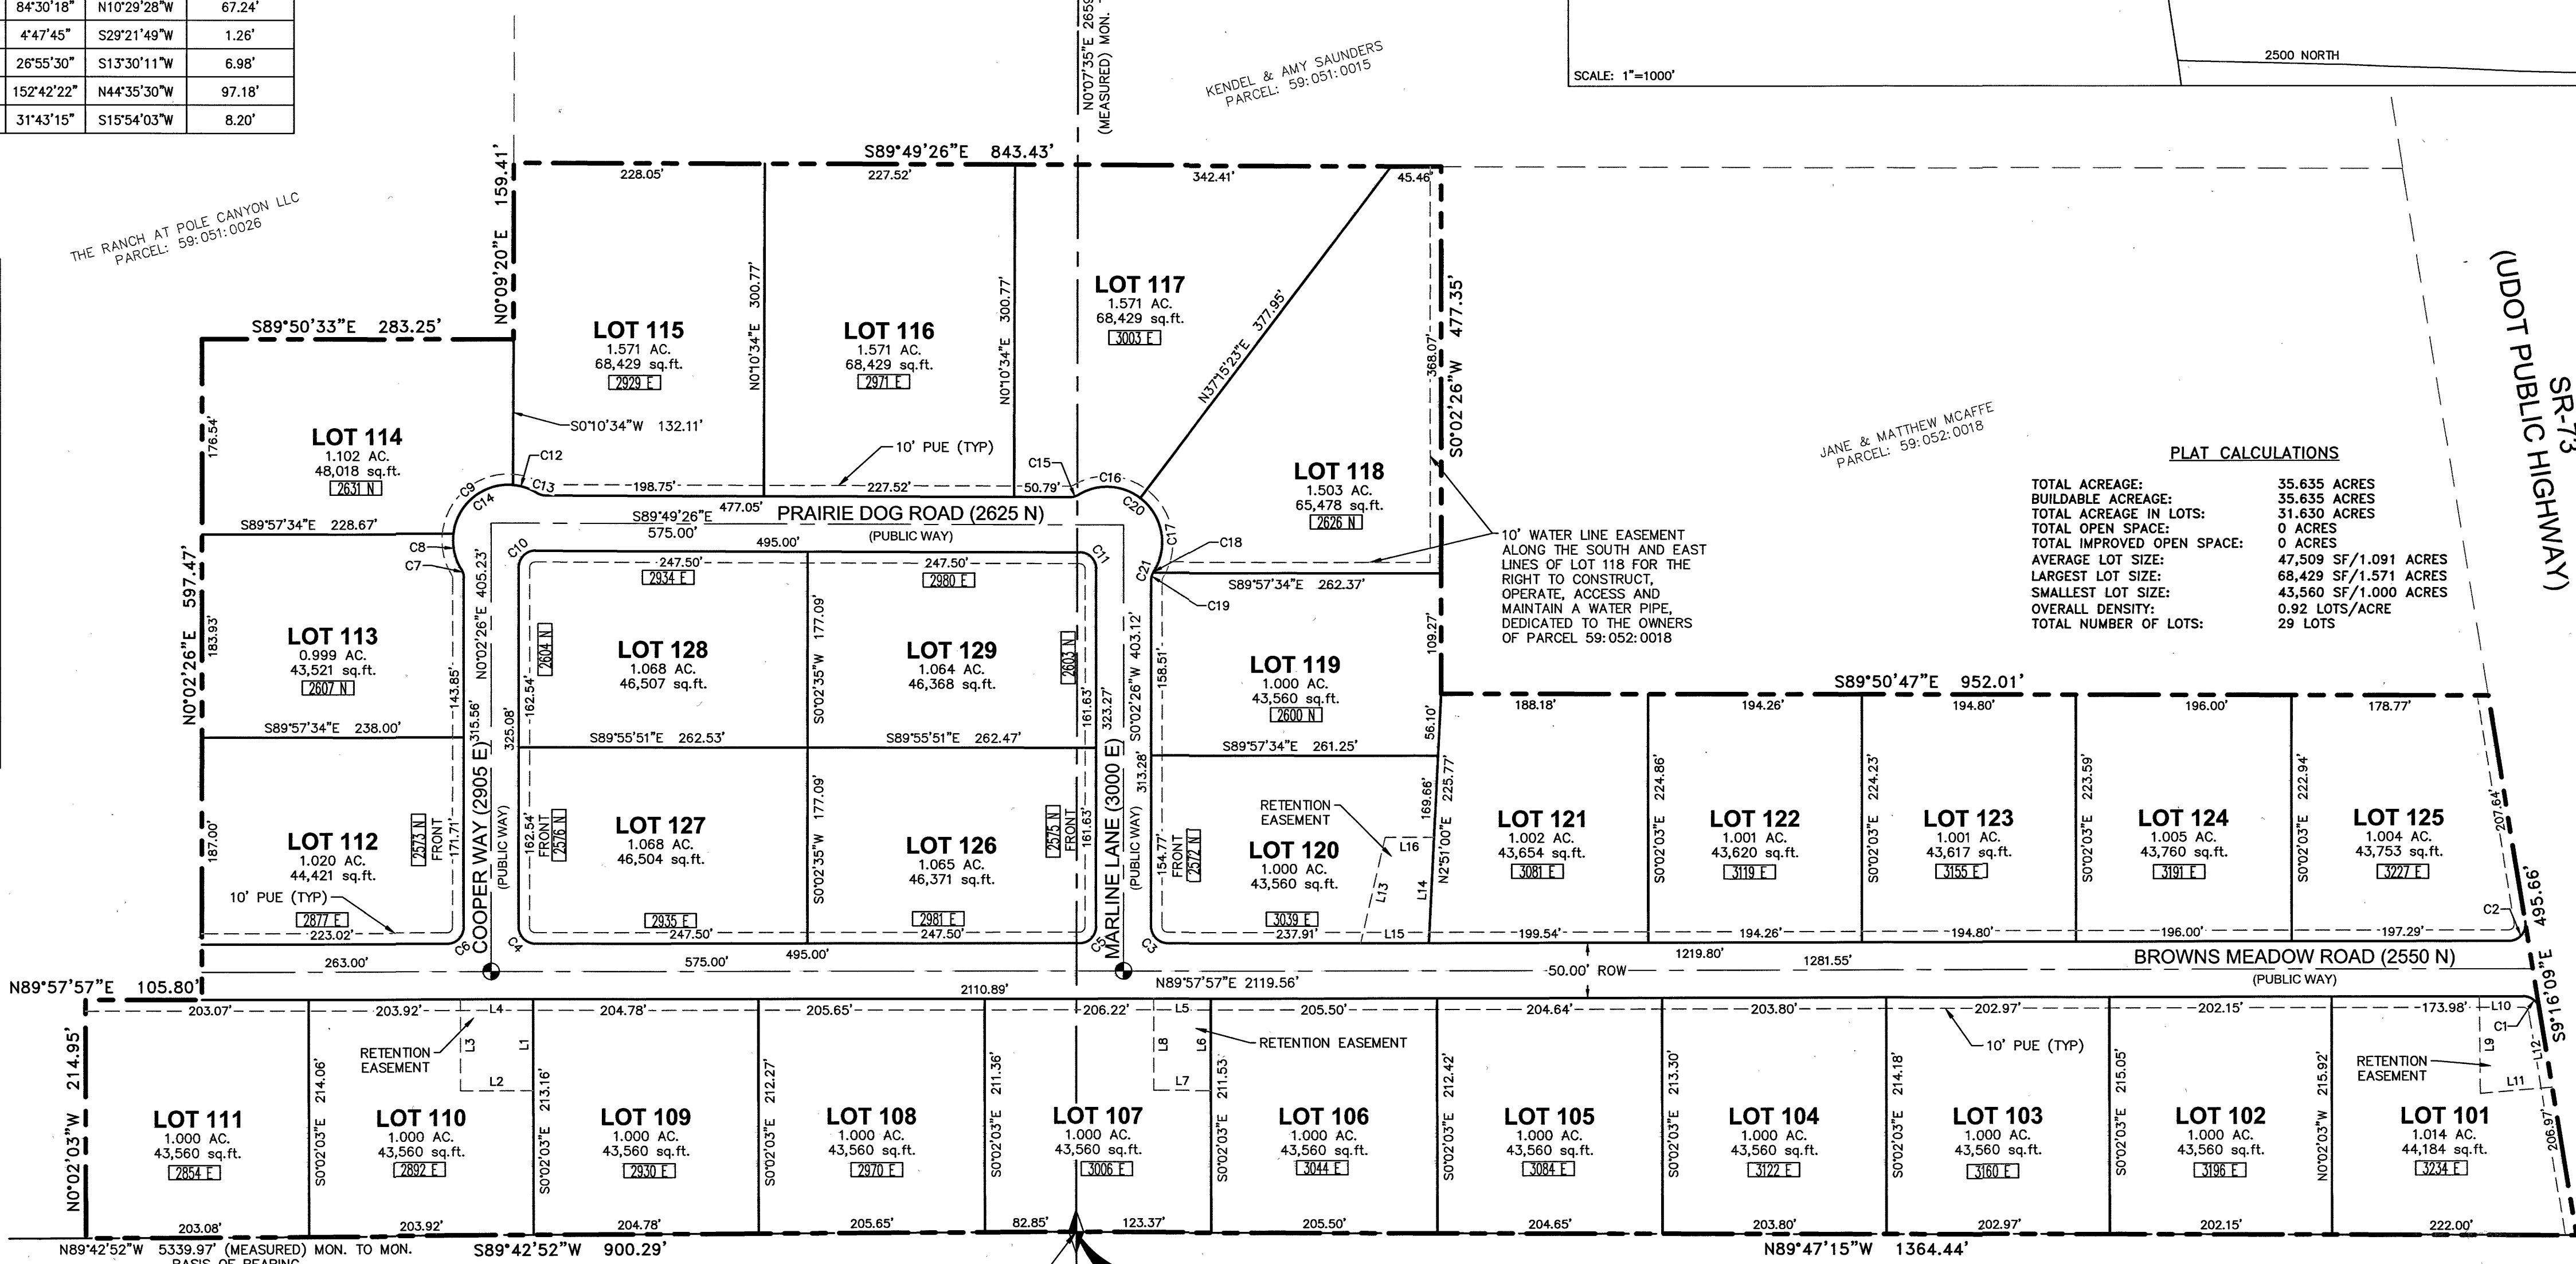 84°30'18" N10°29'28"W 67.24'
4°47'45" S29°21'49"W 1.26'
26°55'30" S13°30'11"W 6.98'
152°42'22" N44°35'30"W 97.18'
31°43'15" S15°54'03"W 8.20'
N0°07'35"E 2659
(MEASURED) MON.
KENDEL & AMY SAUNDERS
PARCEL: 59:051:0015
SCALE: 1"=1000'
2500 NORTH
THE RANCH AT POLE CANYON LLC
PARCEL: 59:051:0026
S89°49'26"E 843.43'
N0°09'20"E 159.41'
228.05'
227.52'
342.41'
45.46'
S89°50'33"E 283.25'
LOT 115
1.571 AC.
68,429 sq.ft.
2929 E
N0°10'34"E 300.77'
LOT 116
1.571 AC.
68,429 sq.ft.
2971 E
N0°10'34"E 300.77'
LOT 117
1.571 AC.
68,429 sq.ft.
3003 E
N37°15'23"E 377.95'
368.07'
S0°02'26"W 477.35'
SR-73
(UDOT PUBLIC HIGHWAY)
JANE & MATTHEW MCAFFE
PARCEL: 59:052:0018
PLAT CALCULATIONS
TOTAL ACREAGE: 35.635 ACRES
BUILDABLE ACREAGE: 35.635 ACRES
TOTAL ACREAGE IN LOTS: 31.630 ACRES
TOTAL OPEN SPACE: 0 ACRES
TOTAL IMPROVED OPEN SPACE: 0 ACRES
AVERAGE LOT SIZE: 47,509 SF/1.091 ACRES
LARGEST LOT SIZE: 68,429 SF/1.571 ACRES
SMALLEST LOT SIZE: 43,560 SF/1.000 ACRES
OVERALL DENSITY: 0.92 LOTS/ACRE
TOTAL NUMBER OF LOTS: 29 LOTS
176.54'
LOT 114
1.102 AC.
48,018 sq.ft.
2631 N
S0°10'34"W 132.11'
10' PUE (TYP)
C12
C13
C9
C14
C15
C16
C20
C17
LOT 118
1.503 AC.
65,478 sq.ft.
2626 N
198.75'
227.52'
50.79'
477.05'
S89°49'26"E
575.00'
PRAIRIE DOG ROAD (2625 N)
(PUBLIC WAY)
495.00'
S89°57'34"E 228.67'
C8
C7
C10
C11
C18
C21
C19
10' WATER LINE EASEMENT
ALONG THE SOUTH AND EAST
LINES OF LOT 118 FOR THE
RIGHT TO CONSTRUCT,
OPERATE, ACCESS AND
MAINTAIN A WATER PIPE,
DEDICATED TO THE OWNERS
OF PARCEL 59:052:0018
S89°57'34"E 262.37'
N0°02'26"E 597.47'
183.93'
LOT 113
0.999 AC.
43,521 sq.ft.
2607 N
143.85'
N0°02'26"E 405.23'
315.56'
325.08'
162.54'
2604 N
247.50'
2934 E
LOT 128
1.068 AC.
46,507 sq.ft.
S0°02'35"W 177.09'
247.50'
2980 E
LOT 129
1.064 AC.
46,368 sq.ft.
2603 N
161.63'
323.27'
S0°02'26"W 403.12'
313.28'
158.51'
LOT 119
1.000 AC.
43,560 sq.ft.
2600 N
109.27'
56.10'
S89°57'34"E 238.00'
S89°55'51"E 262.53'
S89°55'51"E 262.47'
S89°57'34"E 261.25'
S89°50'47"E 952.01'
188.18'
194.26'
194.80'
196.00'
178.77'
187.00'
LOT 112
1.020 AC.
44,421 sq.ft.
2877 E
10' PUE (TYP)
223.02'
2573 N
FRONT
171.71'
C6
COOPER WAY (2905 E)
(PUBLIC WAY)
162.54'
FRONT
2576 N
LOT 127
1.068 AC.
46,504 sq.ft.
2935 E
247.50'
C4
S0°02'35"W 177.09'
LOT 126
1.065 AC.
46,371 sq.ft.
2981 E
247.50'
2575 N
FRONT
161.63'
C5
MARLINE LANE (3000 E)
(PUBLIC WAY)
154.77'
FRONT
2572 N
C3
RETENTION
EASEMENT
LOT 120
1.000 AC.
43,560 sq.ft.
3039 E
237.91'
L16
L13
L14
L15
169.66'
N2°51'00"E 225.77'
LOT 121
1.002 AC.
43,654 sq.ft.
3081 E
199.54'
S0°02'03"E 224.86'
LOT 122
1.001 AC.
43,620 sq.ft.
3119 E
194.26'
S0°02'03"E 224.23'
LOT 123
1.001 AC.
43,617 sq.ft.
3155 E
194.80'
S0°02'03"E 223.59'
LOT 124
1.005 AC.
43,760 sq.ft.
3191 E
196.00'
S0°02'03"E 222.94'
LOT 125
1.004 AC.
43,753 sq.ft.
3227 E
197.29'
207.64'
C2
495.66'
S9°16'09"E
263.00'
575.00'
495.00'
50.00' ROW
1219.80'
1281.55'
BROWNS MEADOW ROAD (2550 N)
(PUBLIC WAY)
N89°57'57"E 105.80'
2110.89'
N89°57'57"E 2119.56'
203.07'
203.92'
L4
204.78'
205.65'
206.22'
L5
205.50'
204.64'
203.80'
202.97'
202.15'
173.98'
L10
C1
N0°02'03"W 214.95'
LOT 111
1.000 AC.
43,560 sq.ft.
2854 E
203.08'
S0°02'03"E 214.06'
RETENTION
EASEMENT
L3
L1
L2
LOT 110
1.000 AC.
43,560 sq.ft.
2892 E
203.92'
S0°02'03"E 213.16'
LOT 109
1.000 AC.
43,560 sq.ft.
2930 E
204.78'
S0°02'03"E 212.27'
LOT 108
1.000 AC.
43,560 sq.ft.
2970 E
205.65'
S0°02'03"E 211.36'
L8
L6
L7
RETENTION EASEMENT
LOT 107
1.000 AC.
43,560 sq.ft.
3006 E
82.85'
123.37'
S0°02'03"E 211.53'
LOT 106
1.000 AC.
43,560 sq.ft.
3044 E
205.50'
S0°02'03"E 212.42'
LOT 105
1.000 AC.
43,560 sq.ft.
3084 E
204.65'
S0°02'03"E 213.30'
LOT 104
1.000 AC.
43,560 sq.ft.
3122 E
203.80'
S0°02'03"E 214.18'
10' PUE (TYP)
LOT 103
1.000 AC.
43,560 sq.ft.
3160 E
202.97'
S0°02'03"E 215.05'
LOT 102
1.000 AC.
43,560 sq.ft.
3196 E
202.15'
N0°02'03"W 215.92'
RETENTION
EASEMENT
L9
L12
L11
LOT 101
1.014 AC.
44,184 sq.ft.
3234 E
222.00'
206.97'
N89°42'52"W 5339.97' (MEASURED) MON. TO MON.
BASIS OF BEARING
S89°42'52"W 900.29'
N89°47'15"W 1364.44'